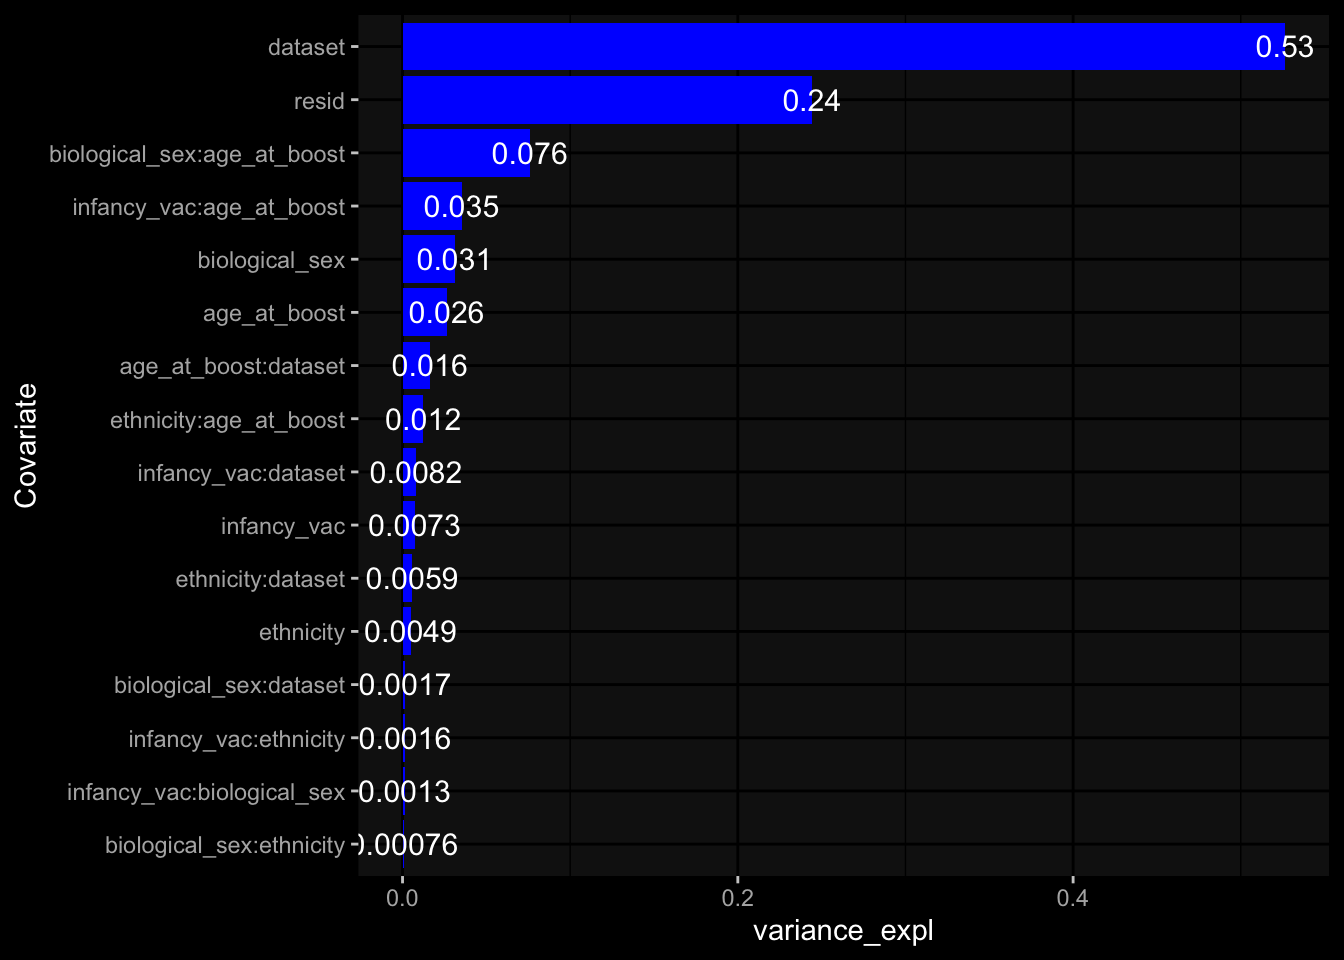 dataset 0.53
resid 0.24
biological_sex:age_at_boost 0.076
infancy_vac:age_at_boost 0.035
biological_sex 0.031
age_at_boost 0.026
age_at_boost:dataset 0.016
ethnicity:age_at_boost 0.012
infancy_vac:dataset 0.0082
infancy_vac 0.0073
ethnicity:dataset 0.0059
ethnicity 0.0049
biological_sex:dataset 0.0017
infancy_vac:ethnicity 0.0016
infancy_vac:biological_sex 0.0013
biological_sex:ethnicity 0.00076
Covariate
0.0 0.2 0.4
variance_expl